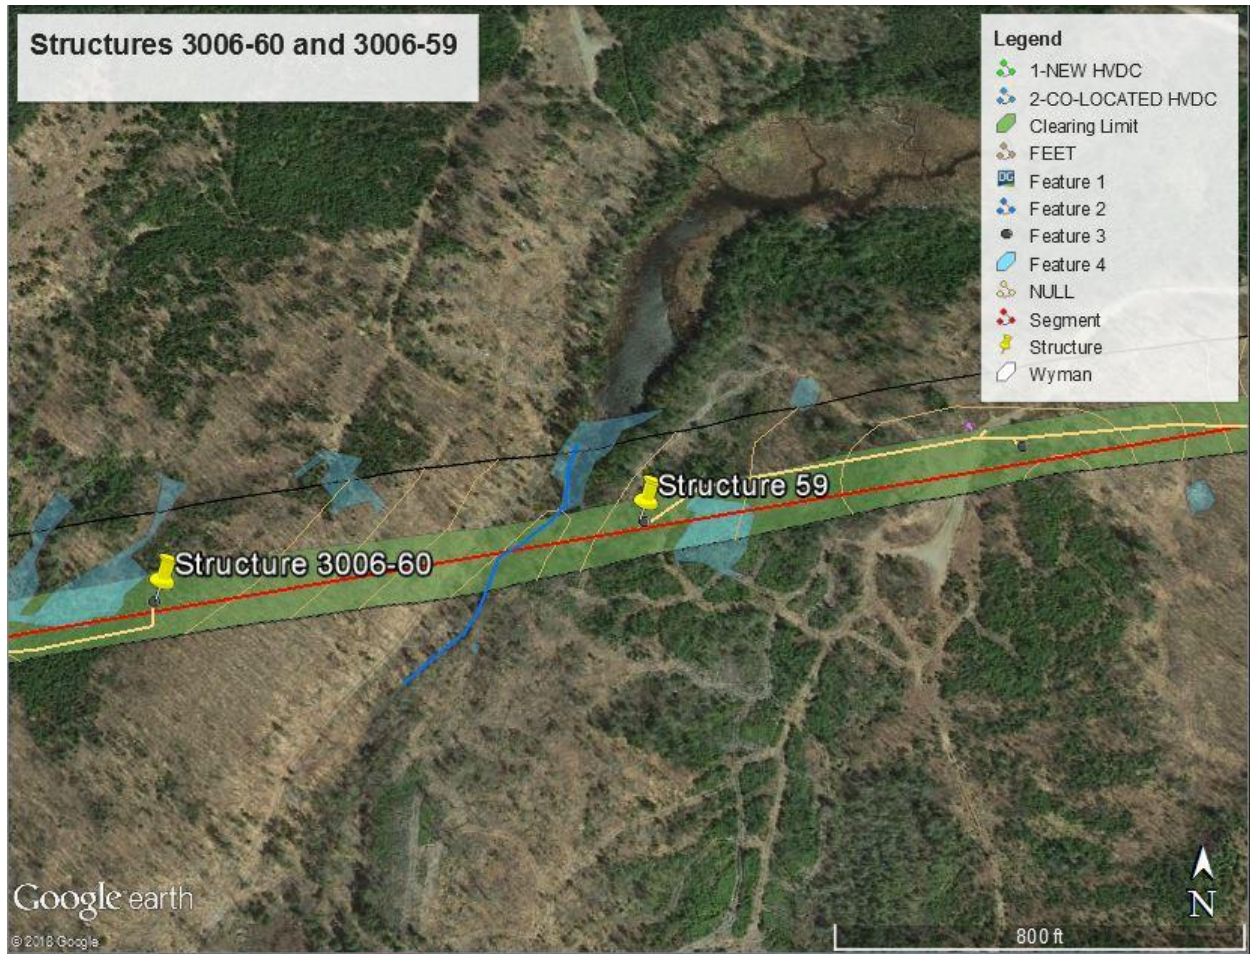 Structures 3006-60 and 3006-59
Legend
1-NEW HVDC
2-CO-LOCATED HVDC
Clearing Limit
FEET
DG Feature 1
Feature 2
Feature 3
Feature 4
NULL
Segment
Structure
Wyman
Structure 59
Structure 3006-60
Google earth
© 2018 Google
N
800 ft